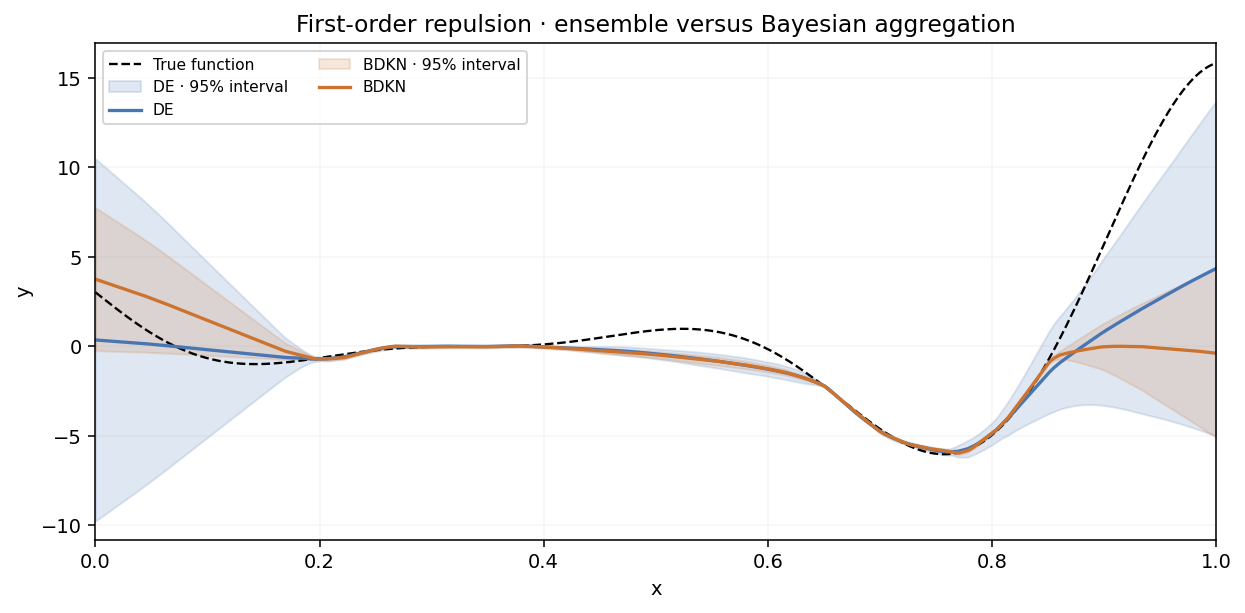 First-order repulsion · ensemble versus Bayesian aggregation
True function
DE · 95% interval
DE
BDKN · 95% interval
BDKN
y
15
10
5
0
−5
−10
0.0
0.2
0.4
0.6
0.8
1.0
x